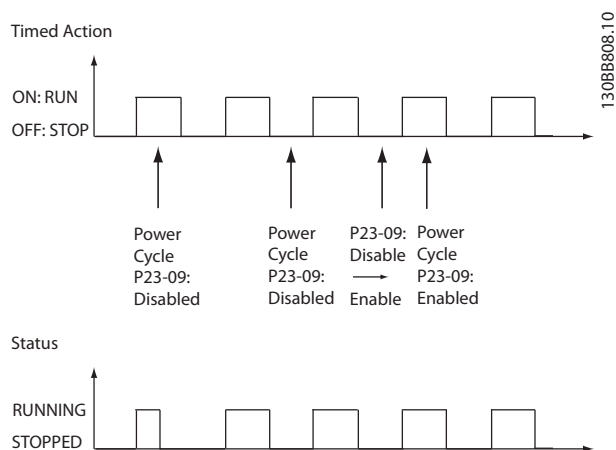 Timed Action
130BB808.10
ON: RUN
OFF: STOP
Power
Cycle
P23-09:
Disabled
Power
Cycle
P23-09:
Disabled
P23-09:
Disable
Enable
Power
Cycle
P23-09:
Enabled
Status
RUNNING
STOPPED